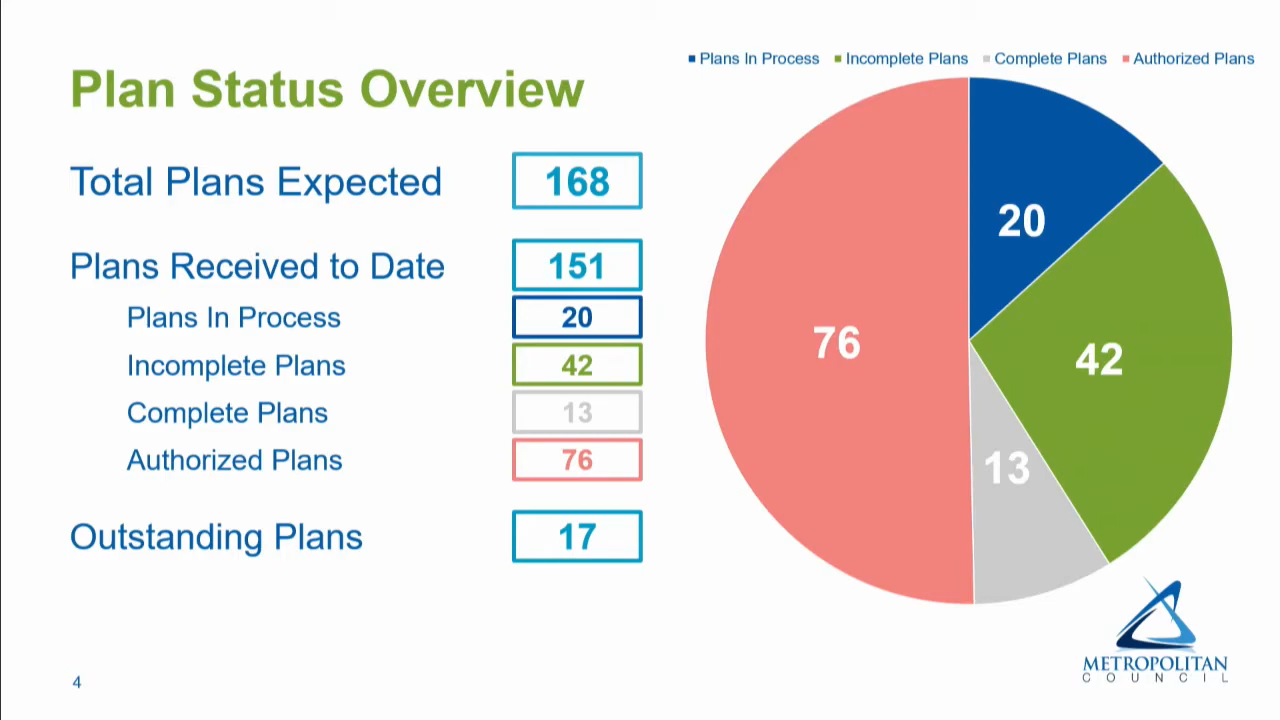 Plan Status Overview
Total Plans Expected 168
Plans Received to Date 151
Plans In Process 20
Incomplete Plans 42
Complete Plans 13
Authorized Plans 76
Outstanding Plans 17
4
Plans In Process Incomplete Plans Complete Plans Authorized Plans
20
42
13
76
METROPOLITAN
COUNCIL